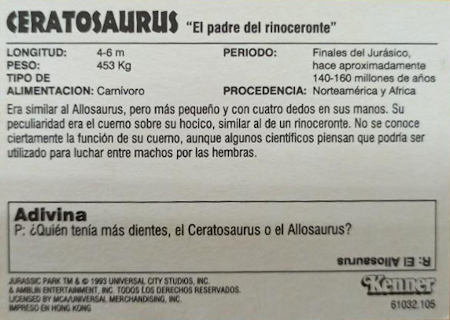 CERATOSAURUS "El padre del rinoceronte"
LONGITUD: 4-6 m PERIODO: Finales del Jurásico,
PESO: 453 Kg hace aproximadamente
TIPO DE 140-160 millones de años
ALIMENTACION: Carnívoro PROCEDENCIA: Norteamérica y Africa
Era similar al Allosaurus, pero más pequeño y con cuatro dedos en sus manos. Su
peculiaridad era el cuerno sobre su hocico, similar al de un rinoceronte. No se conoce
ciertamente la función de su cuerno, aunque algunos científicos piensan que podría ser
utilizado para luchar entre machos por las hembras.
Adivina
P: ¿Quién tenía más dientes, el Ceratosaurus o el Allosaurus?
R: El Allosaurus
JURASSIC PARK TM & © 1993 UNIVERSAL CITY STUDIOS, INC.
& AMBLIN ENTERTAINMENT, INC. TODOS LOS DERECHOS RESERVADOS.
LICENSED BY MCA/UNIVERSAL MERCHANDISING, INC.
IMPRESO EN HONG KONG
Kenner
61032.105